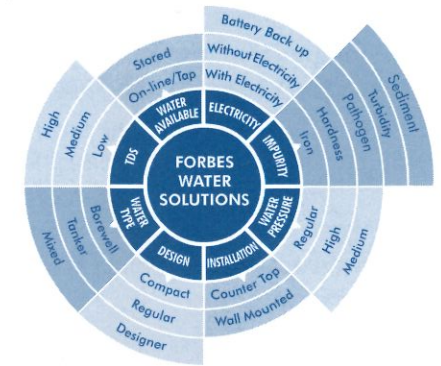 FORBES
WATER
SOLUTIONS
ELECTRICITY
With Electricity
Without Electricity
Battery Back up
IMPURITY
Iron
Hardness
Pathogen
Turbidity
Sediment
WATER
PRESSURE
Regular
High
Medium
INSTALLATION
Counter Top
Wall Mounted
DESIGN
Compact
Regular
Designer
WATER
TYPE
Borewell
Tanker
Mixed
TDS
Low
Medium
High
WATER
AVAILABLE
On-line/Tap
Stored